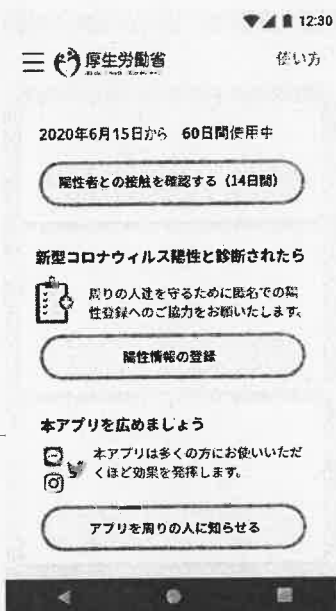 12:30
厚生労働省
使い方
2020年6月15日から 60日間使用中
陽性者との接触を確認する（14日間）
新型コロナウィルス陽性と診断されたら
周りの人達を守るために匿名での陽
性登録へのご協力をお願いたします。
陽性情報の登録
本アプリを広めましょう
本アプリは多くの方にお使いいただ
くほど効果を発揮します。
アプリを周りの人に知らせる